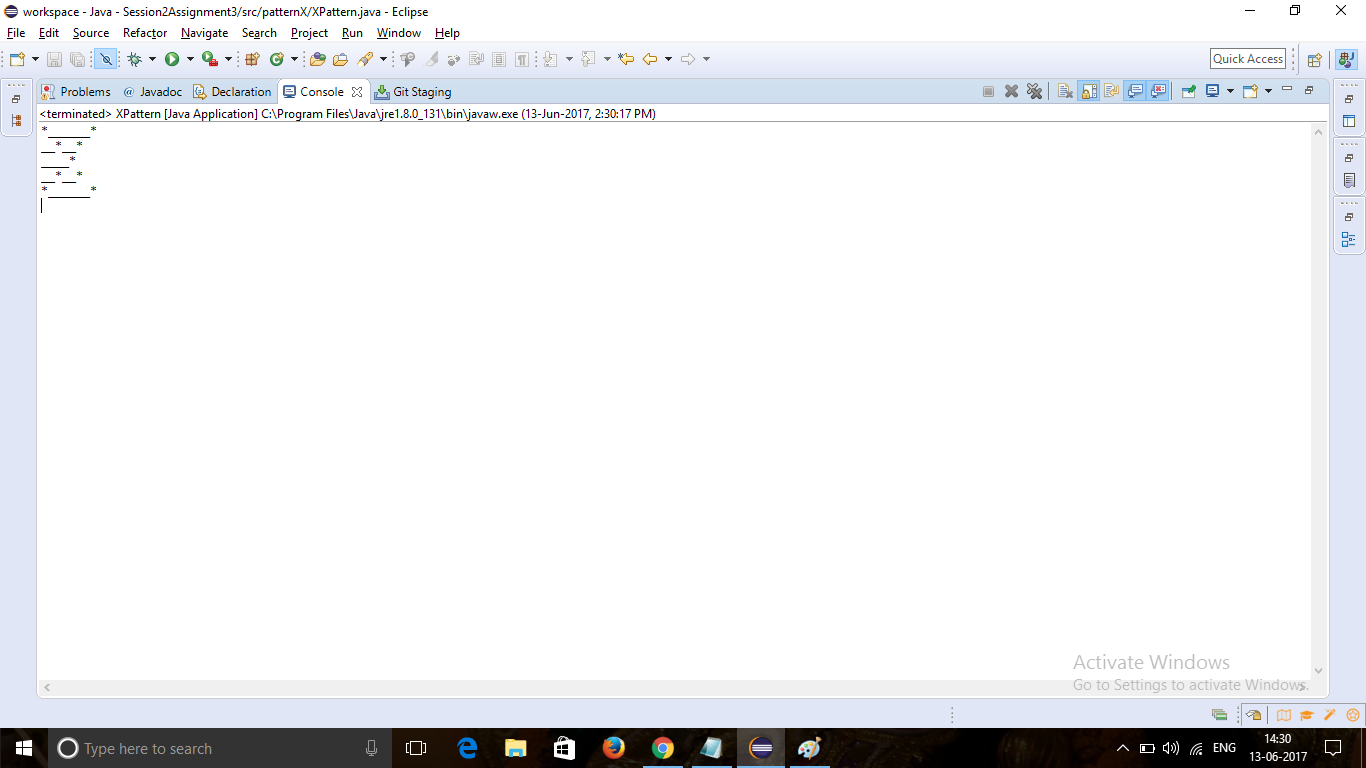 workspace - Java - Session2Assignment3/src/patternX/XPattern.java - Eclipse
File Edit Source Refactor Navigate Search Project Run Window Help
Quick Access
Problems @ Javadoc Declaration Console Git Staging
<terminated> XPattern [Java Application] C:\Program Files\Java\jre1.8.0_131\bin\javaw.exe (13-Jun-2017, 2:30:17 PM)
*______*
__*__*
____*
__*__*
*______*
Activate Windows
Go to Settings to activate Windows.
Type here to search
ENG
14:30
13-06-2017